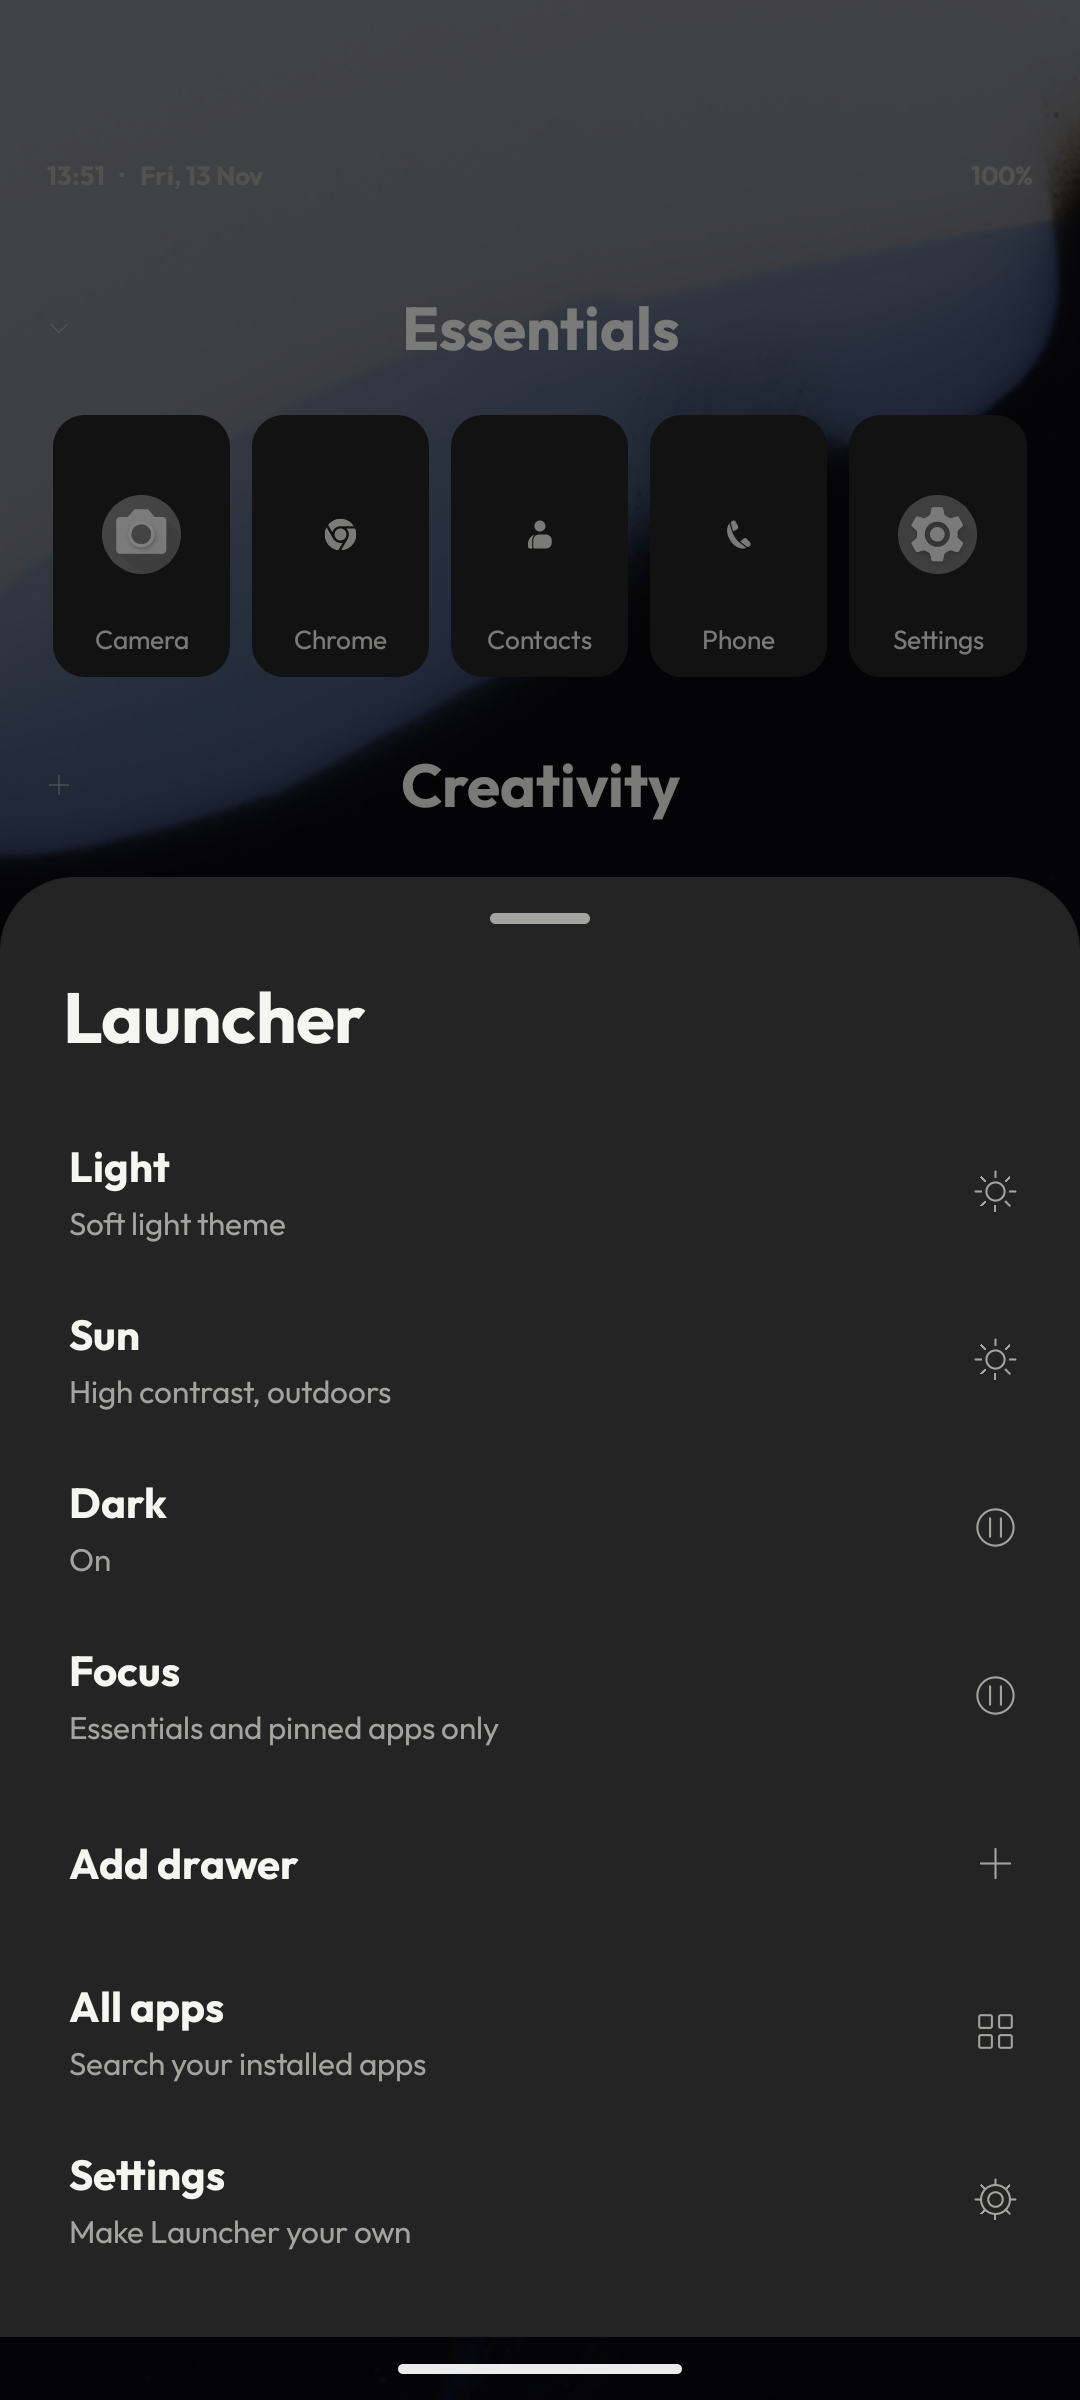 13:51 · Fri, 13 Nov 100%
Essentials
Camera Chrome Contacts Phone Settings
Creativity
Launcher
Light
Soft light theme
Sun
High contrast, outdoors
Dark
On
Focus
Essentials and pinned apps only
Add drawer
All apps
Search your installed apps
Settings
Make Launcher your own